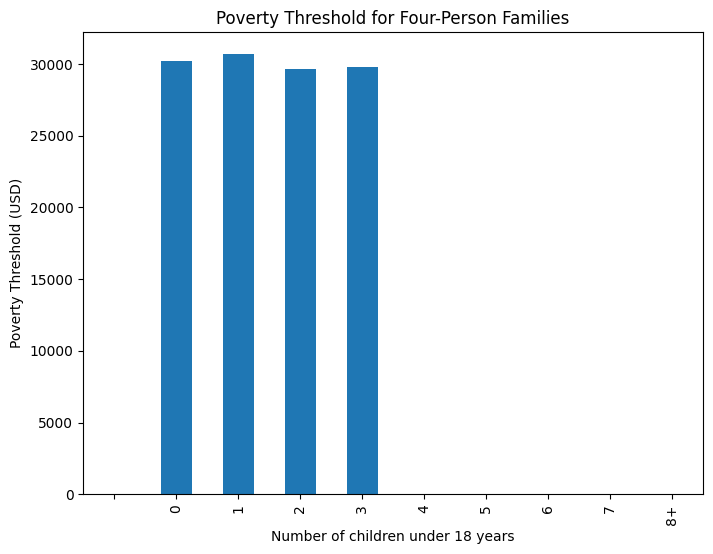 Poverty Threshold for Four-Person Families
Poverty Threshold (USD)
30000
25000
20000
15000
10000
5000
0
0 1 2 3 4 5 6 7 8+
Number of children under 18 years